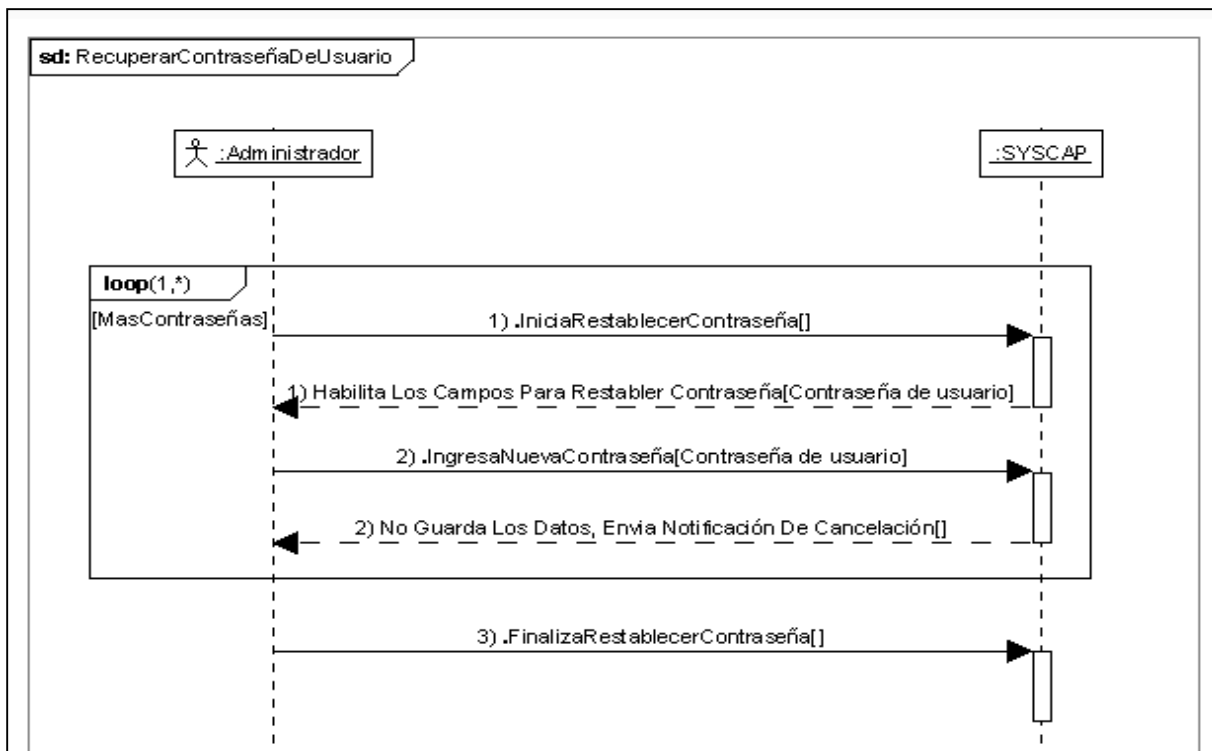 sd: RecuperarContraseñaDeUsuario
:Administrador
:SYSCAP
loop(1,*)
[MasContraseñas]
1) .IniciaRestablecerContraseña[]
1) Habilita Los Campos Para Restabler Contraseña[Contraseña de usuario]
2) .IngresaNuevaContraseña[Contraseña de usuario]
2) No Guarda Los Datos, Envia Notificación De Cancelación[]
3) .FinalizaRestablecerContraseña[]